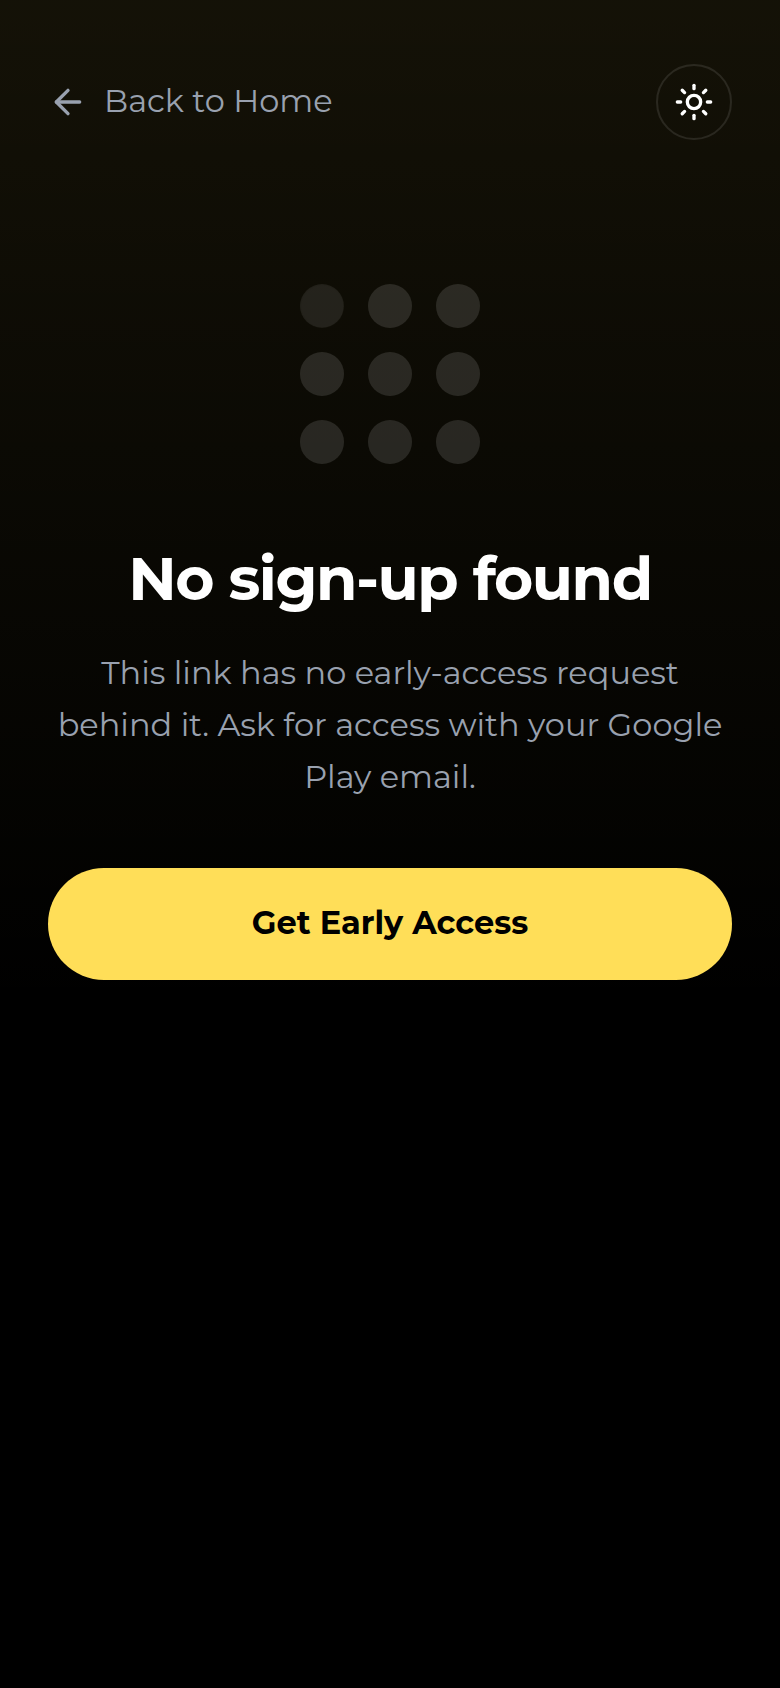 Back to Home
No sign-up found
This link has no early-access request
behind it. Ask for access with your Google
Play email.
Get Early Access